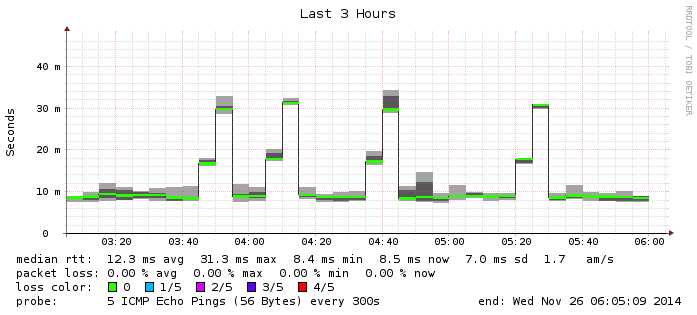 Last 3 Hours
RRDTOOL / TOBI OETIKER
Seconds
40 m
30 m
20 m
10 m
0
03:20 03:40 04:00 04:20 04:40 05:00 05:20 05:40 06:00
median rtt: 12.3 ms avg 31.3 ms max 8.4 ms min 8.5 ms now 7.0 ms sd 1.7 am/s
packet loss: 0.00 % avg 0.00 % max 0.00 % min 0.00 % now
loss color: 0 1/5 2/5 3/5 4/5
probe: 5 ICMP Echo Pings (56 Bytes) every 300s end: Wed Nov 26 06:05:09 2014